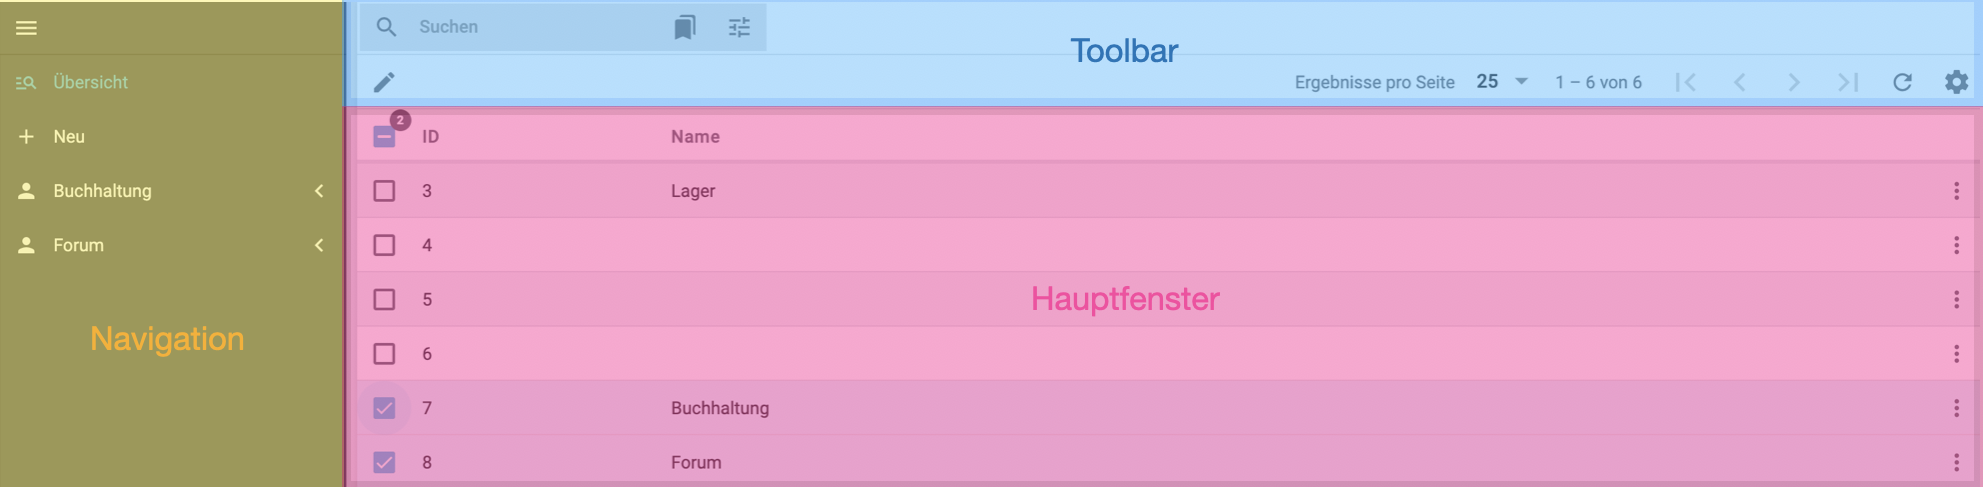 Suchen
Toolbar
Übersicht
Ergebnisse pro Seite 25 1 – 6 von 6
2
Neu
ID Name
Buchhaltung
3 Lager
Forum
4
5
Hauptfenster
Navigation
6
7 Buchhaltung
8 Forum